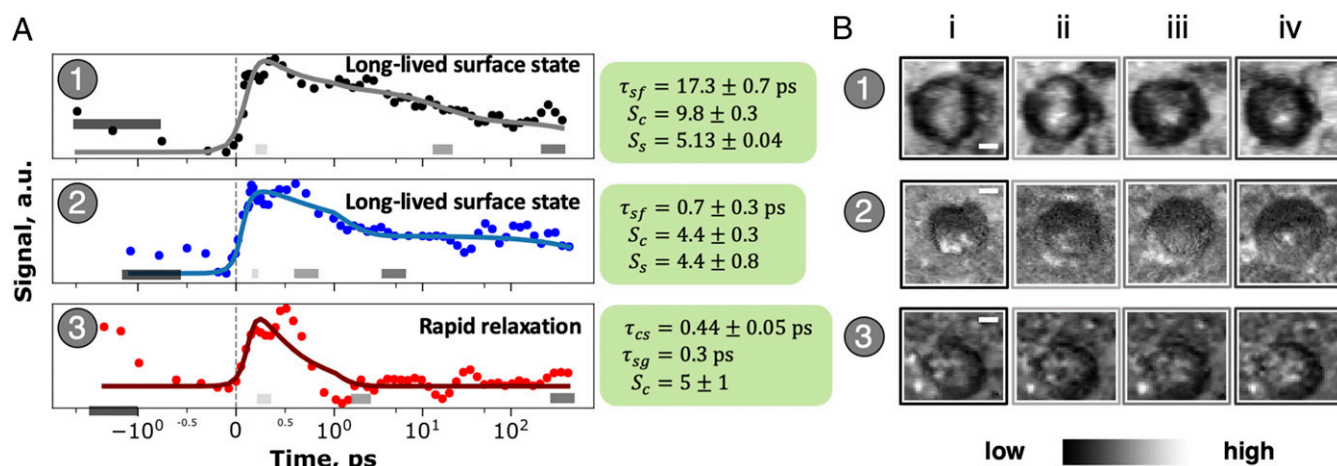 A
B
i
ii
iii
iv
Signal, a.u.
1
Long-lived surface state
τsf = 17.3 ± 0.7 ps
Sc = 9.8 ± 0.3
Ss = 5.13 ± 0.04
1
2
Long-lived surface state
τsf = 0.7 ± 0.3 ps
Sc = 4.4 ± 0.3
Ss = 4.4 ± 0.8
2
3
Rapid relaxation
τcs = 0.44 ± 0.05 ps
τsg = 0.3 ps
Sc = 5 ± 1
3
−10⁰ -0.5 0 0.5 10⁰ 10¹ 10²
Time, ps
low high